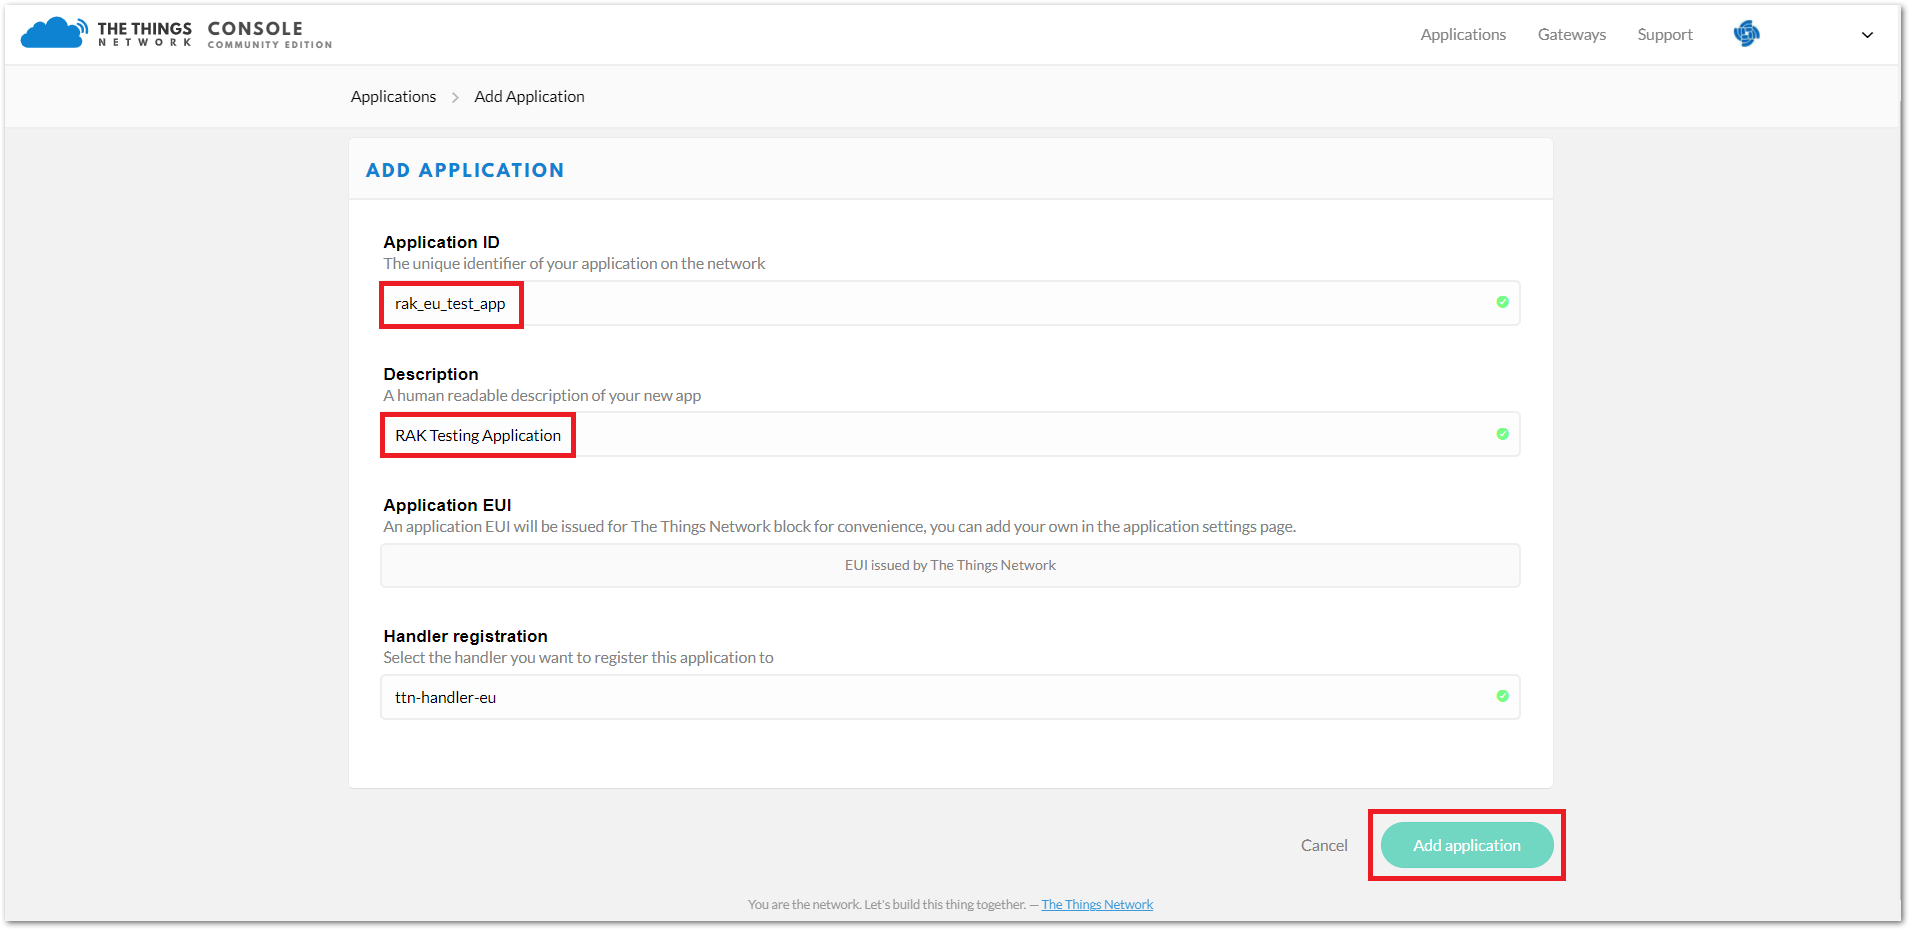 THE THINGS
NETWORK
CONSOLE
COMMUNITY EDITION
Applications
Gateways
Support
Applications > Add Application
ADD APPLICATION
Application ID
The unique identifier of your application on the network
rak_eu_test_app
Description
A human readable description of your new app
RAK Testing Application
Application EUI
An application EUI will be issued for The Things Network block for convenience, you can add your own in the application settings page.
EUI issued by The Things Network
Handler registration
Select the handler you want to register this application to
ttn-handler-eu
Cancel
Add application
You are the network. Let's build this thing together. — The Things Network